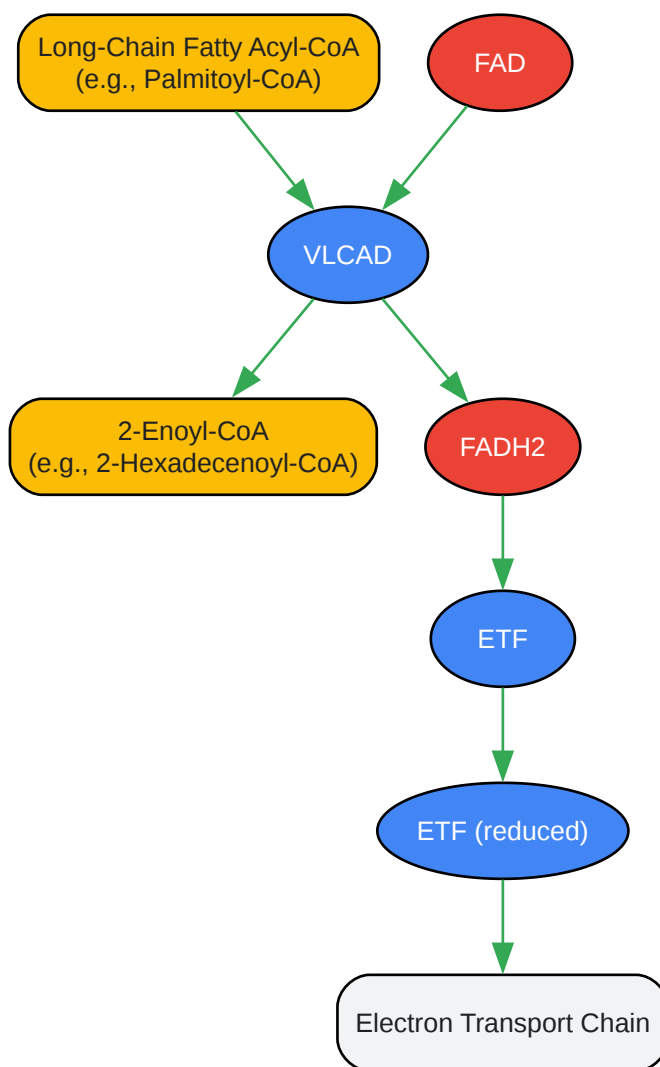 Long-Chain Fatty Acyl-CoA
(e.g., Palmitoyl-CoA)
FAD
VLCAD
2-Enoyl-CoA
(e.g., 2-Hexadecenoyl-CoA)
FADH2
ETF
ETF (reduced)
Electron Transport Chain